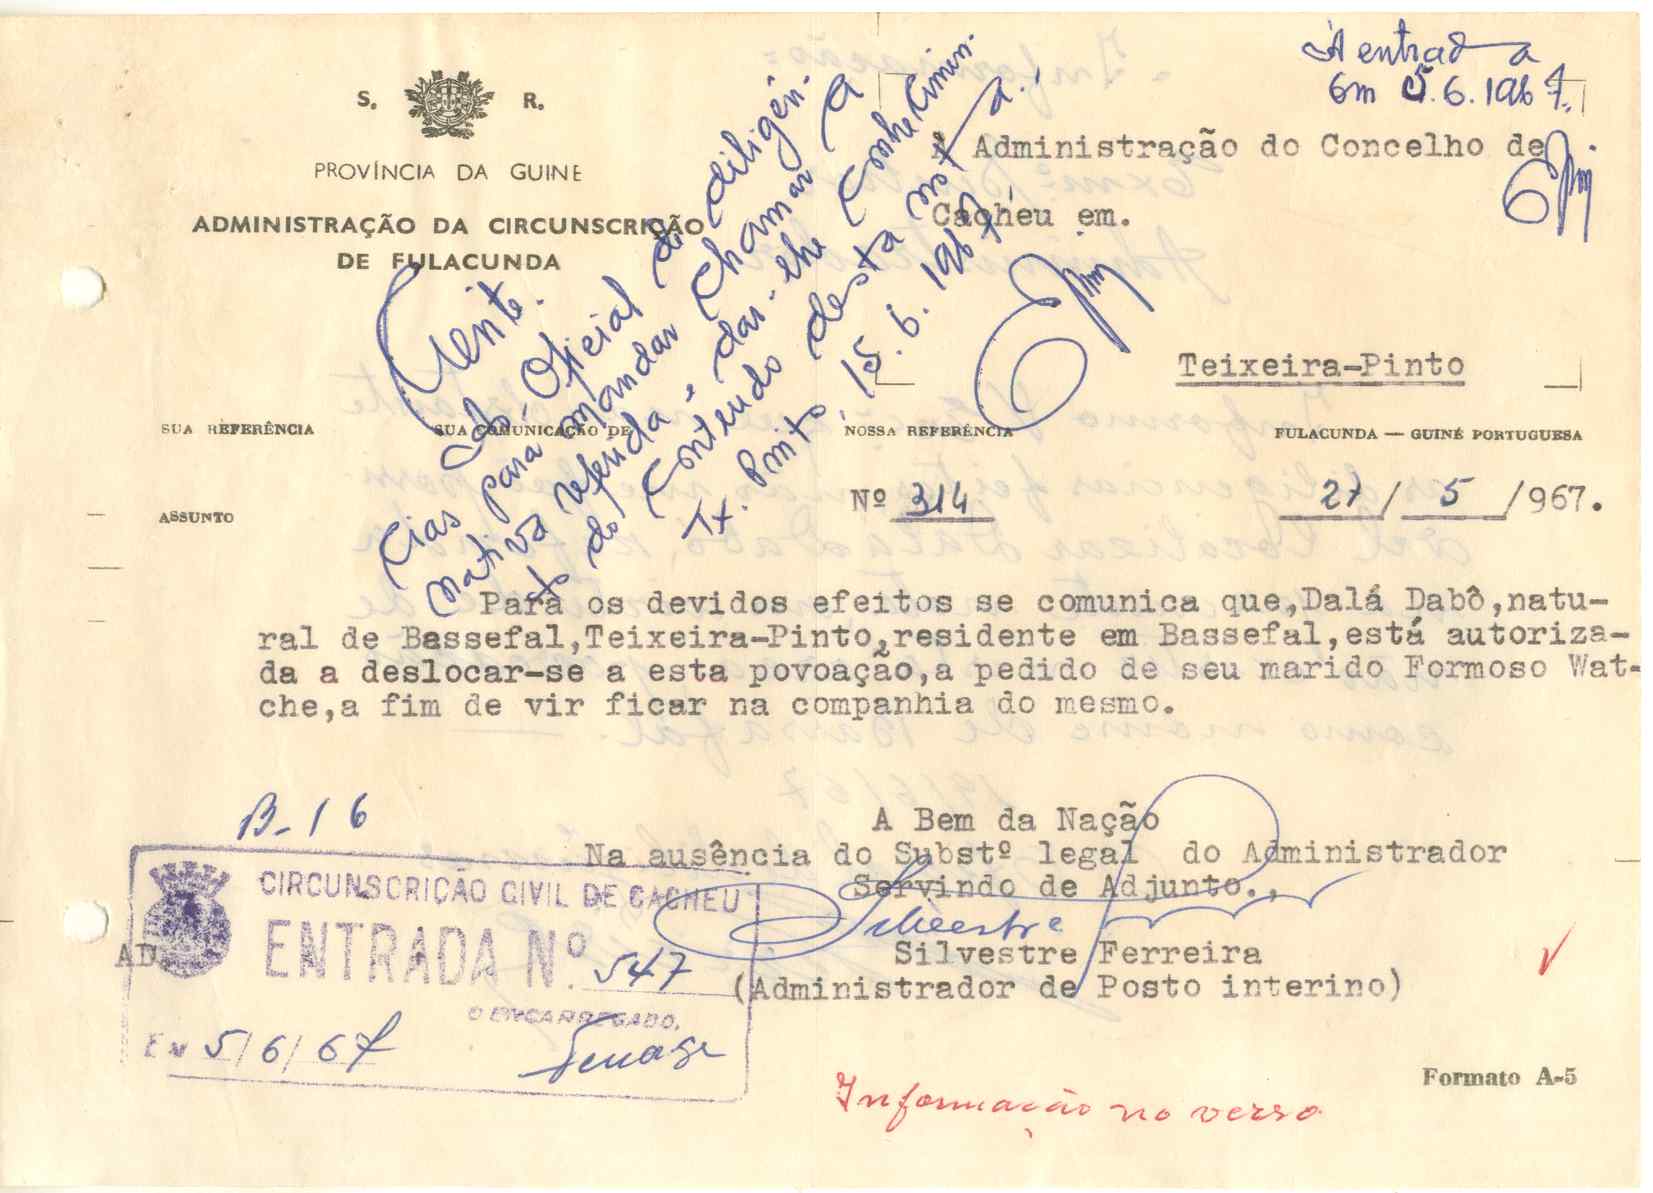 À entrada
Em 5.6.1967.
S. R.
PROVÍNCIA DA GUINÉ
ADMINISTRAÇÃO DA CIRCUNSCRIÇÃO
DE FULACUNDA
À Administração do Concelho de
Cacheu em.
Teixeira-Pinto
Ciente.
Ao Oficial de diligên-
cias para mandar chamar a
nativa referida e dar-lhe conhecimen-
to do conteúdo desta nota.
Tx. Pinto, 15.6.1967
SUA REFERÊNCIA
SUA COMUNICAÇÃO DE
NOSSA REFERÊNCIA
FULACUNDA — GUINÉ PORTUGUESA
Nº 314
27/ 5 /967.
ASSUNTO
Para os devidos efeitos se comunica que,Dalá Dabô,natu-
ral de Bassefal,Teixeira-Pinto,residente em Bassefal,está autoriza-
da a deslocar-se a esta povoação,a pedido de seu marido Formoso Wat-
che,a fim de vir ficar na companhia do mesmo.
B-16
A Bem da Nação
Na ausência do Substº legal do Administrador
Servindo de Adjunto.,
Silvestre
Silvestre Ferreira
(Administrador de Posto interino)
CIRCUNSCRIÇÃO CIVIL DE CACHEU
ENTRADA Nº. 547
O ENCARREGADO,
EM 5/6/67
AD.
Formato A-5
Informação no verso